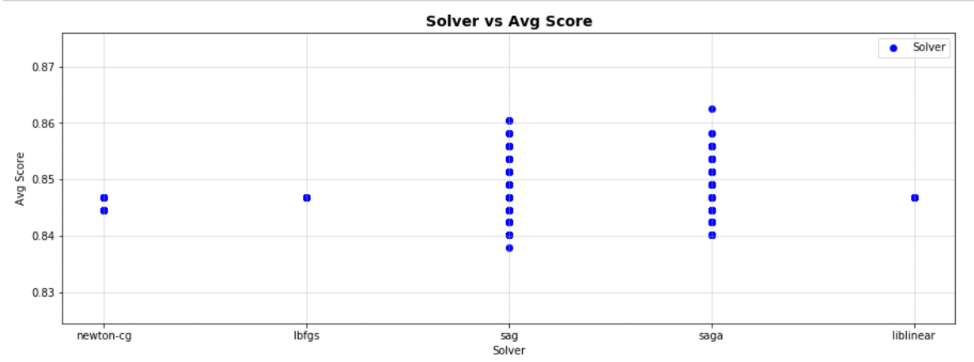 Solver vs Avg Score
Solver
0.87
0.86
0.85
0.84
0.83
Avg Score
newton-cg lbfgs sag saga liblinear
Solver